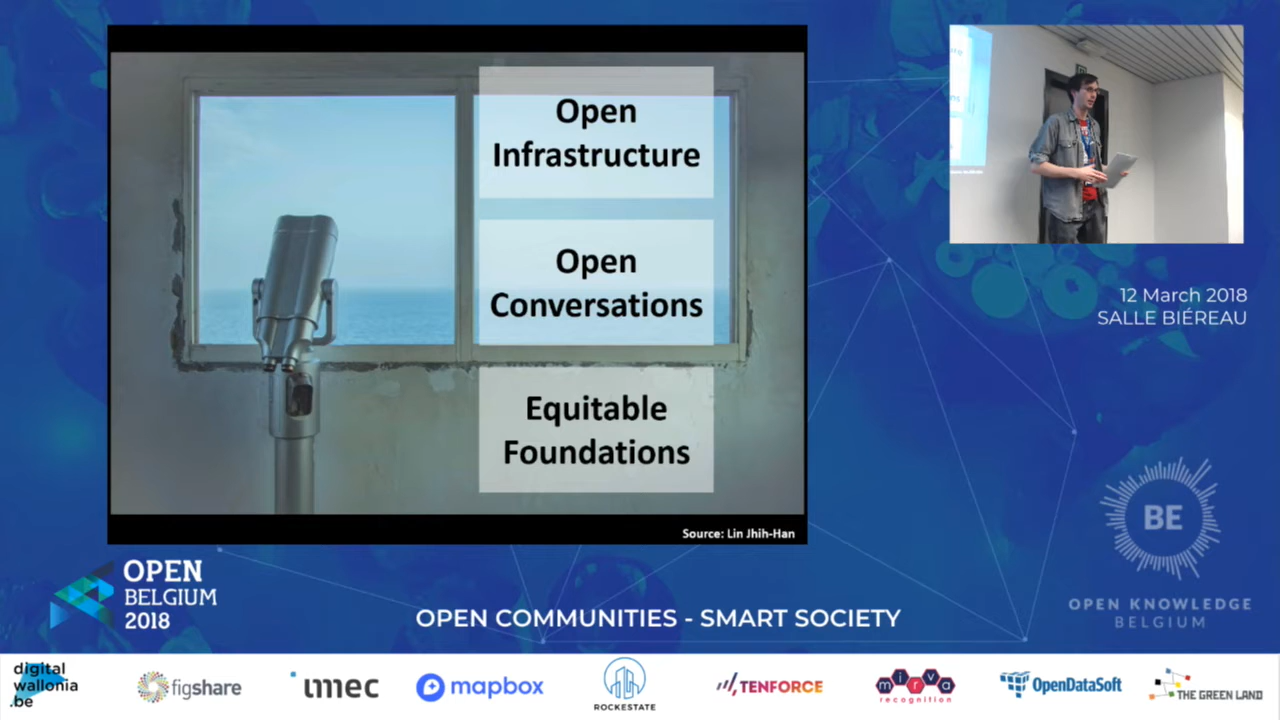 Open
Infrastructure
Open
Conversations
Equitable
Foundations
Source: Lin Jhih-Han
12 March 2018
SALLE BIÉREAU
BE
OPEN KNOWLEDGE
BELGIUM
OPEN
BELGIUM
2018
OPEN COMMUNITIES - SMART SOCIETY
digital
wallonia
.be
figshare
imec
mapbox
ROCKESTATE
TENFORCE
mirva
recognition
OpenDataSoft
THE GREEN LAND